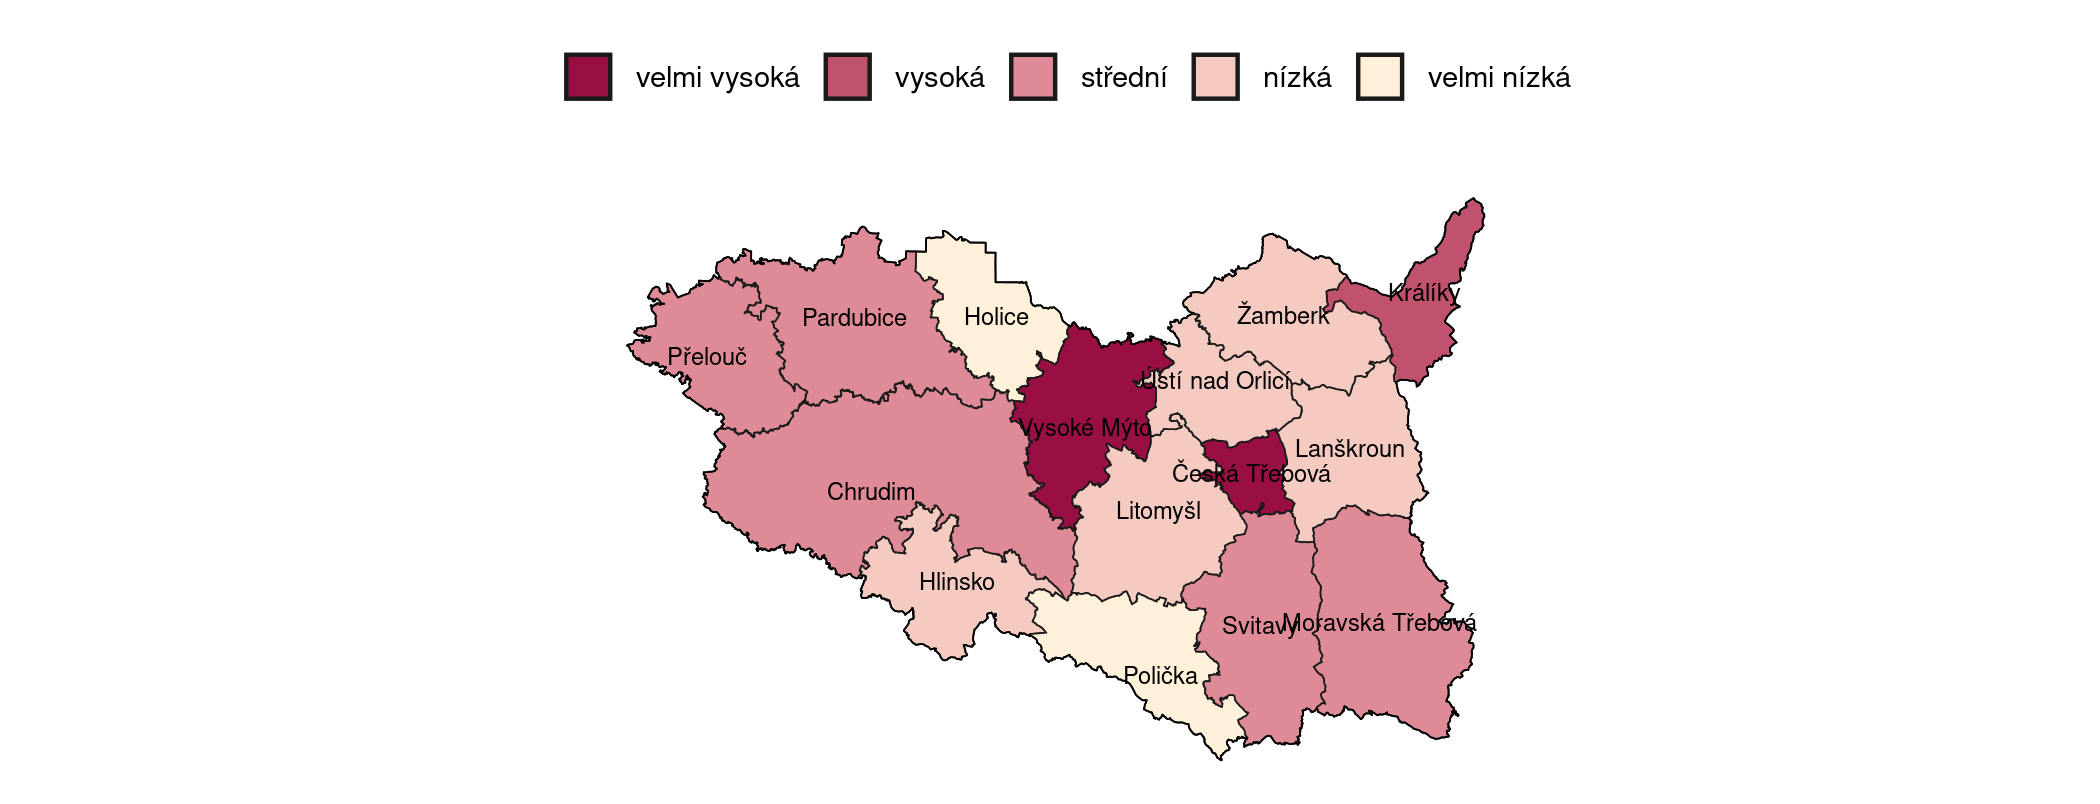 velmi vysoká
vysoká
střední
nízká
velmi nízká
Králíky
Žamberk
Pardubice
Holice
Přelouč
Ústí nad Orlicí
Vysoké Mýto
Lanškroun
Česká Třebová
Chrudim
Litomyšl
Hlinsko
Svitavy
Moravská Třebová
Polička